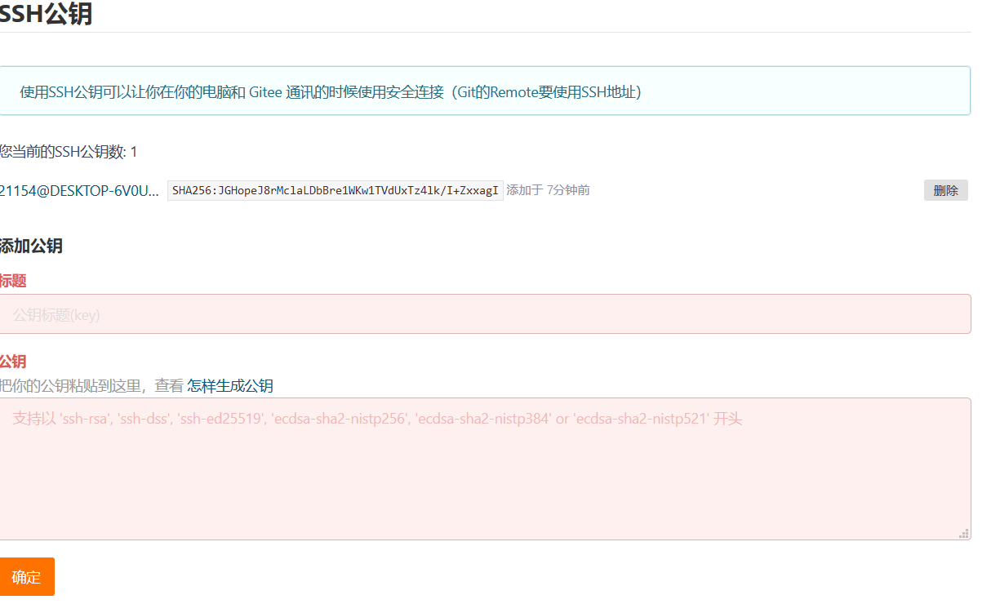 SSH公钥
使用SSH公钥可以让你在你的电脑和 Gitee 通讯的时候使用安全连接（Git的Remote要使用SSH地址）
您当前的SSH公钥数: 1
21154@DESKTOP-6V0U... SHA256:JGHopeJ8rMclaLDbBre1WKw1TVdUxTz4lk/I+ZxxagI 添加于 7分钟前 删除
添加公钥
标题
公钥标题(key)
公钥
把你的公钥粘贴到这里，查看 怎样生成公钥
支持以 'ssh-rsa', 'ssh-dss', 'ssh-ed25519', 'ecdsa-sha2-nistp256', 'ecdsa-sha2-nistp384' or 'ecdsa-sha2-nistp521' 开头
确定